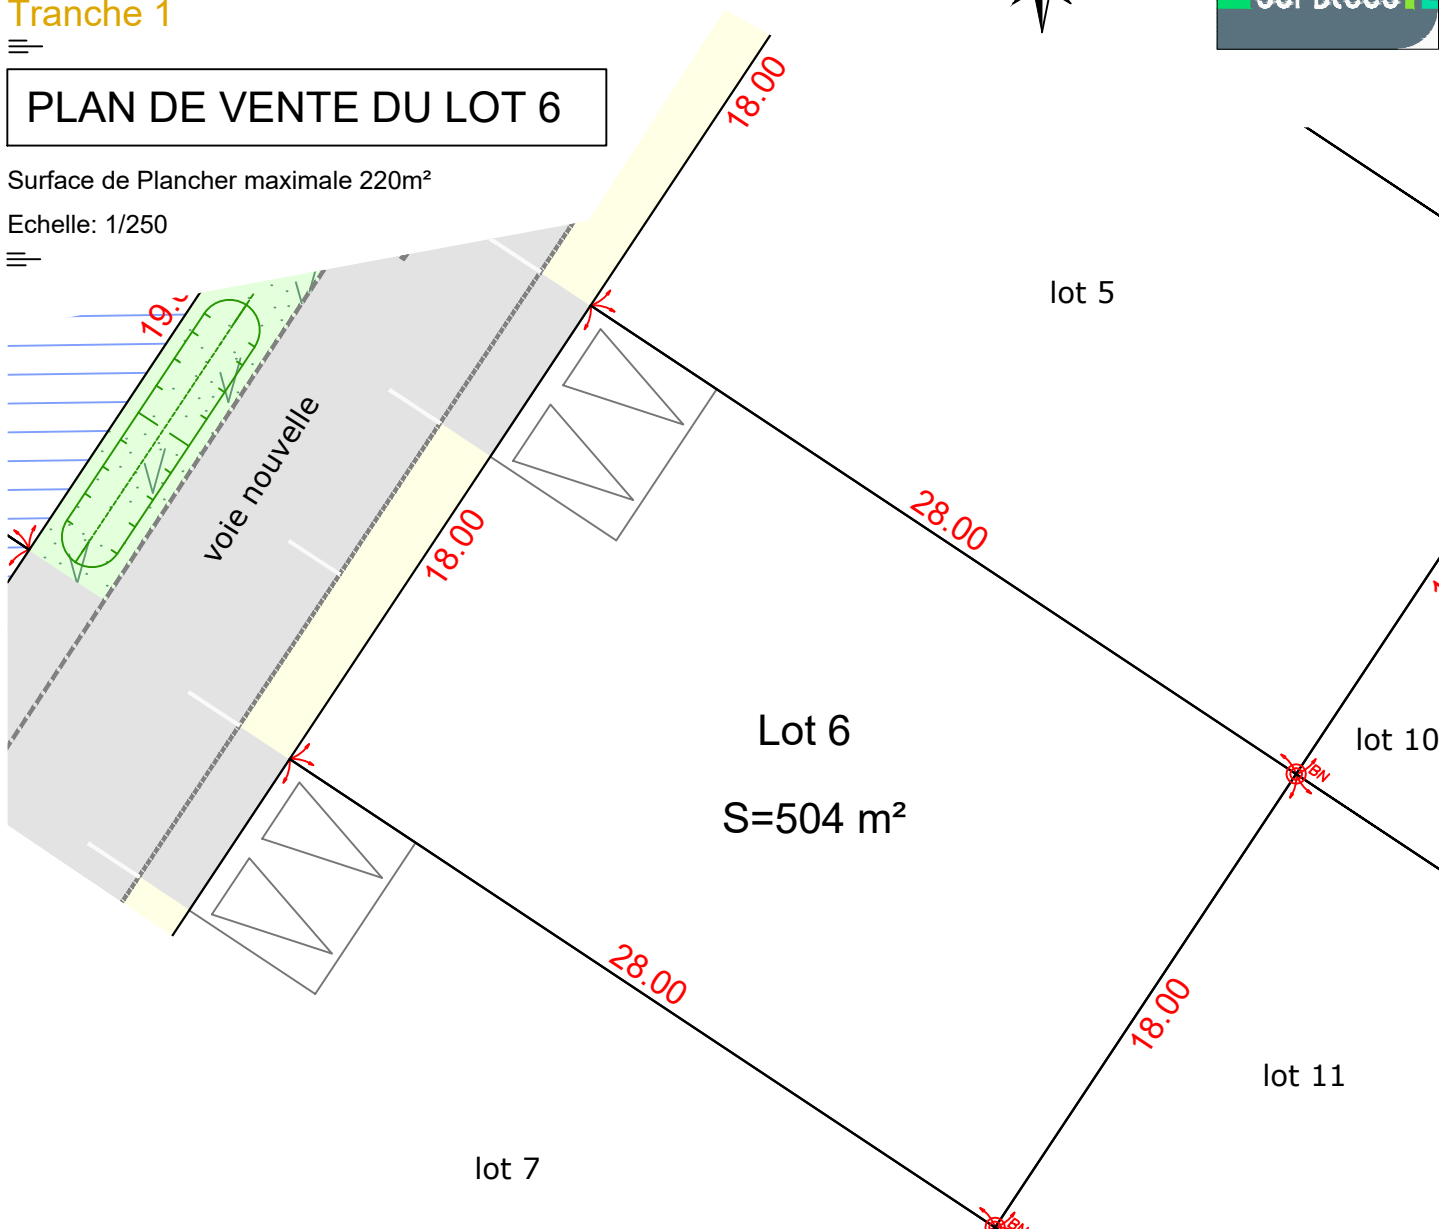 Tranche 1
PLAN DE VENTE DU LOT 6
Surface de Plancher maximale 220m²
Echelle: 1/250
18.00
lot 5
voie nouvelle
18.00
28.00
Lot 6
S=504 m²
lot 10
BN
28.00
18.00
lot 11
lot 7